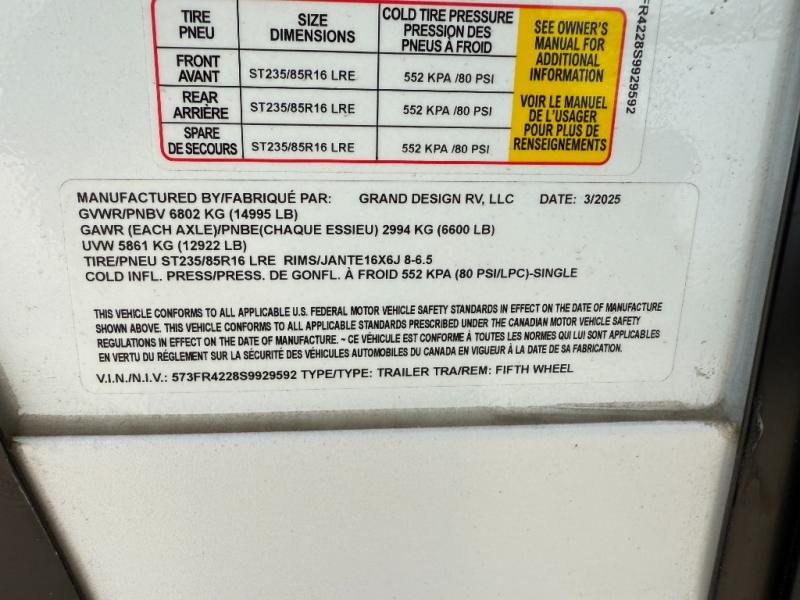 TIRE PNEU SIZE DIMENSIONS COLD TIRE PRESSURE PRESSION DES PNEUS À FROID
FRONT AVANT ST235/85R16 LRE 552 KPA /80 PSI
REAR ARRIÈRE ST235/85R16 LRE 552 KPA /80 PSI
SPARE DE SECOURS ST235/85R16 LRE 552 KPA /80 PSI
SEE OWNER'S
MANUAL FOR
ADDITIONAL
INFORMATION
VOIR LE MANUEL
DE L'USAGER
POUR PLUS DE
RENSEIGNEMENTS
FR4228S9929592
MANUFACTURED BY/FABRIQUÉ PAR: GRAND DESIGN RV, LLC DATE: 3/2025
GVWR/PNBV 6802 KG (14995 LB)
GAWR (EACH AXLE)/PNBE(CHAQUE ESSIEU) 2994 KG (6600 LB)
UVW 5861 KG (12922 LB)
TIRE/PNEU ST235/85R16 LRE RIMS/JANTE16X6J 8-6.5
COLD INFL. PRESS/PRESS. DE GONFL. À FROID 552 KPA (80 PSI/LPC)-SINGLE
THIS VEHICLE CONFORMS TO ALL APPLICABLE U.S. FEDERAL MOTOR VEHICLE SAFETY STANDARDS IN EFFECT ON THE DATE OF MANUFACTURE
SHOWN ABOVE. THIS VEHICLE CONFORMS TO ALL APPLICABLE STANDARDS PRESCRIBED UNDER THE CANADIAN MOTOR VEHICLE SAFETY
REGULATIONS IN EFFECT ON THE DATE OF MANUFACTURE. ~ CE VÉHICULE EST CONFORME À TOUTES LES NORMES QUI LUI SONT APPLICABLES
EN VERTU DU RÉGLEMENT SUR LA SÉCURITÉ DES VÉHICULES AUTOMOBILES DU CANADA EN VIGUEUR À LA DATE DE SA FABRICATION.
V.I.N./N.I.V.: 573FR4228S9929592 TYPE/TYPE: TRAILER TRA/REM: FIFTH WHEEL